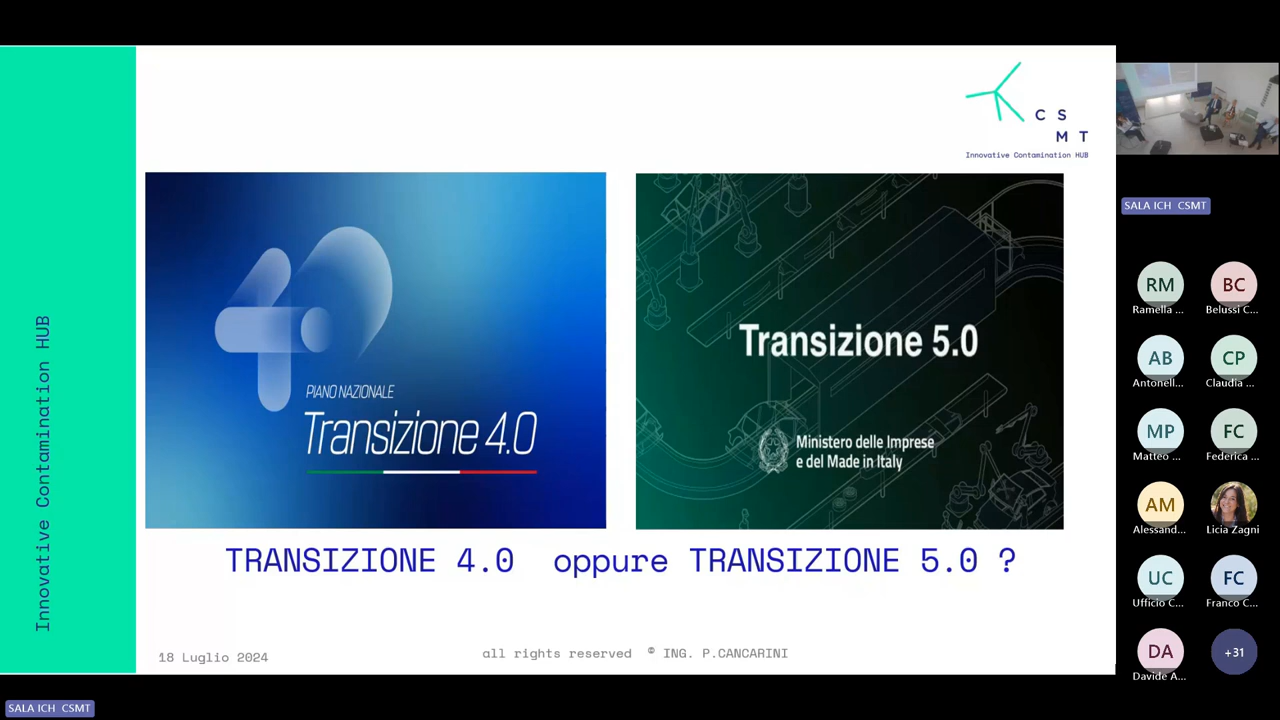 Innovative Contamination HUB
C S
M T
Innovative Contamination HUB
PIANO NAZIONALE
Transizione 4.0
Transizione 5.0
Ministero delle Imprese
e del Made in Italy
TRANSIZIONE 4.0 oppure TRANSIZIONE 5.0 ?
18 Luglio 2024
all rights reserved © ING. P.CANCARINI
SALA ICH CSMT
SALA ICH CSMT
RM
Ramella ...
BC
Belussi C...
AB
Antonell...
CP
Claudia ...
MP
Matteo ...
FC
Federica ...
AM
Alessand...
Licia Zagni
UC
Ufficio C...
FC
Franco C...
DA
Davide A...
+31